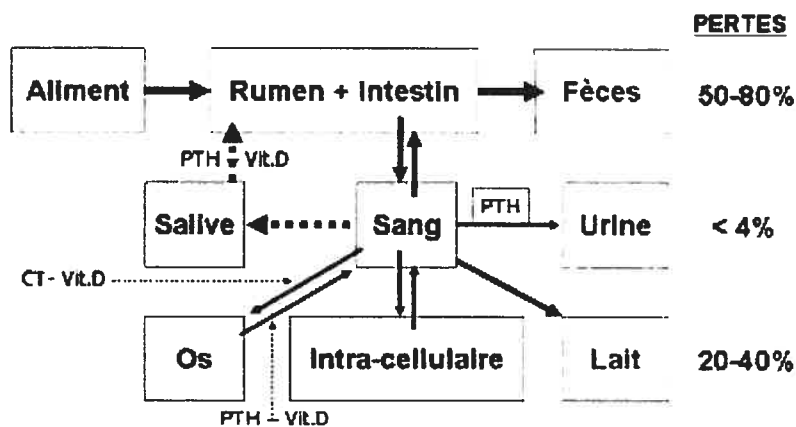 PERTES
Aliment Rumen + Intestin Fèces 50-80%
PTH Vit.D
Salive Sang PTH Urine < 4%
CT- Vit.D
Os Intra-cellulaire Lait 20-40%
PTH – Vit.D